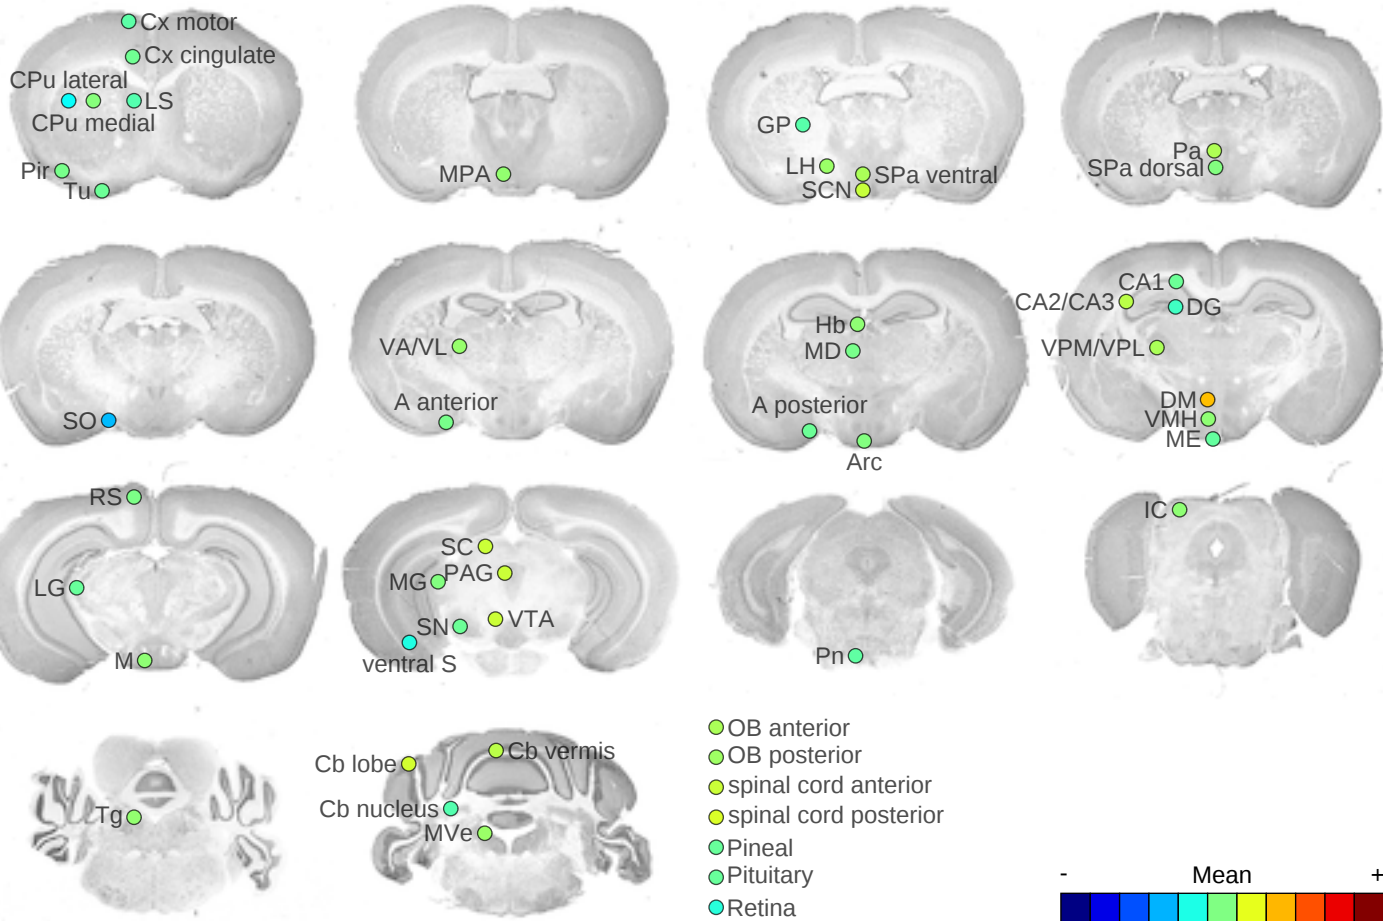 Cx motor
Cx cingulate
CPu lateral
LS
CPu medial
Pir
Tu
MPA
GP
LH
SPa ventral
SCN
Pa
SPa dorsal
SO
VA/VL
A anterior
Hb
MD
A posterior
Arc
CA1
CA2/CA3
DG
VPM/VPL
DM
VMH
ME
RS
LG
M
SC
PAG
MG
VTA
SN
ventral S
Pn
IC
Tg
Cb lobe
Cb vermis
Cb nucleus
MVe
OB anterior
OB posterior
spinal cord anterior
spinal cord posterior
Pineal
Pituitary
Retina
- Mean +